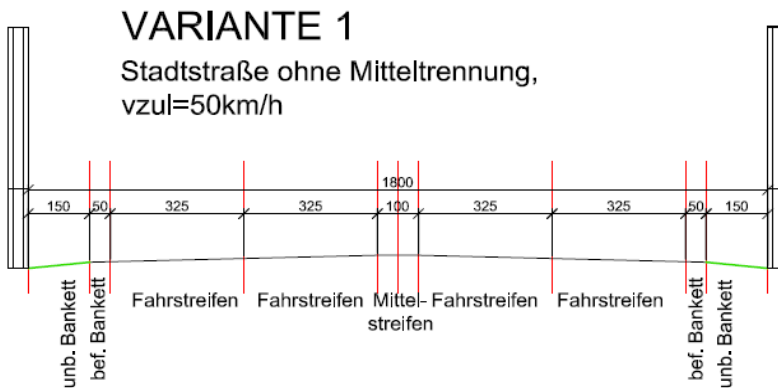 VARIANTE 1
Stadtstraße ohne Mitteltrennung,
vzul=50km/h
1800
150 50 325 325 100 325 325 50 150
unb. Bankett
bef. Bankett
Fahrstreifen
Fahrstreifen
Mittel-
streifen
Fahrstreifen
Fahrstreifen
bef. Bankett
unb. Bankett